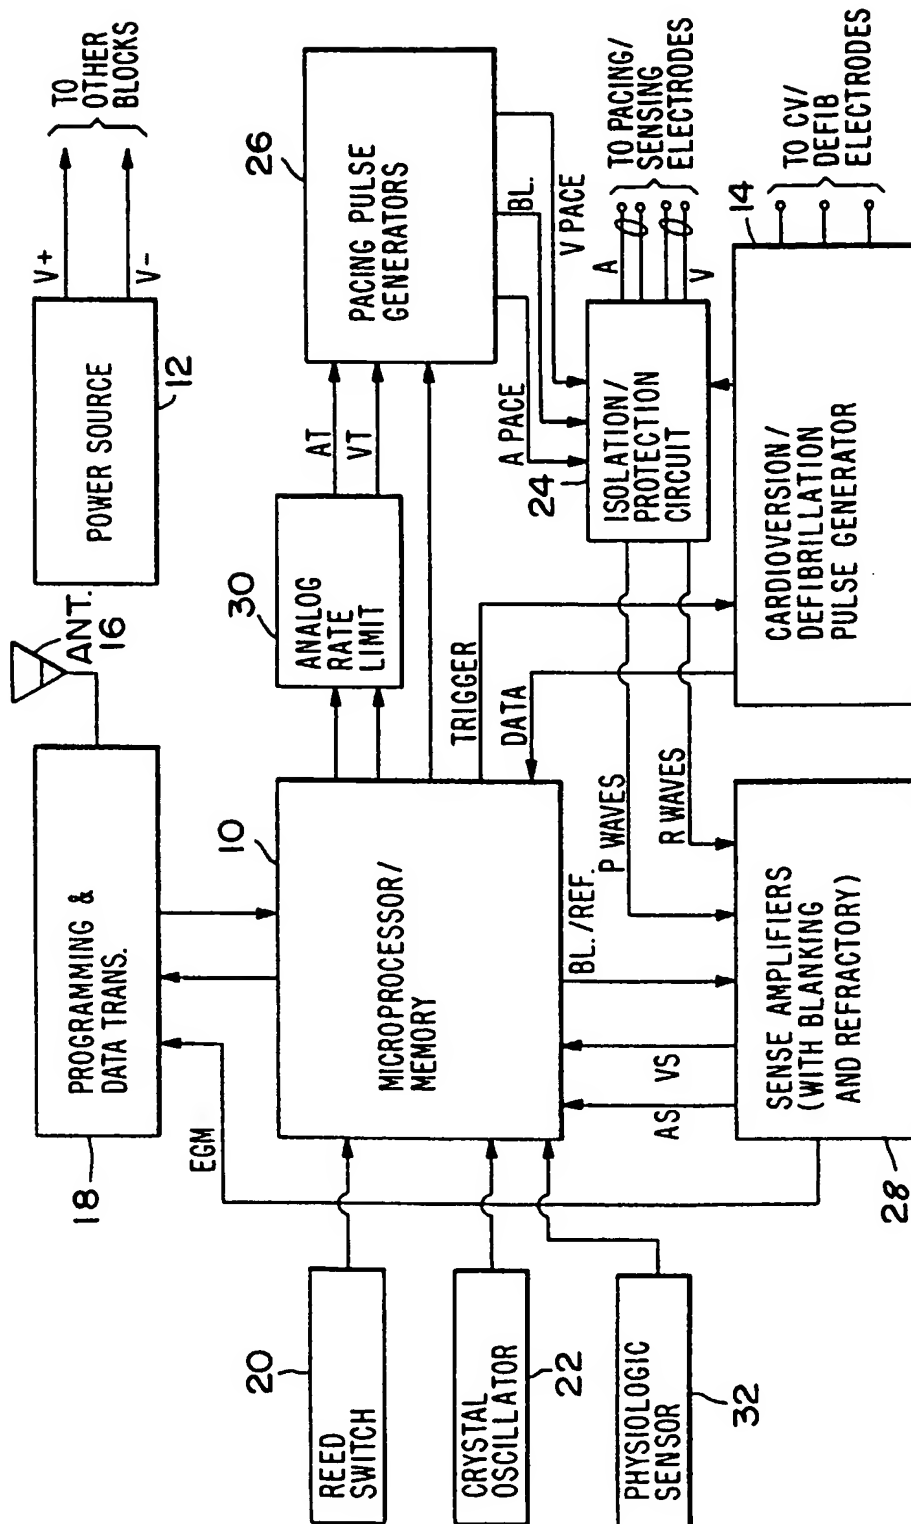 REED
SWITCH
20
CRYSTAL
OSCILLATOR
22
PHYSIOLOGIC
SENSOR
32
18
PROGRAMMING &
DATA TRANS.
ANT.
16
EGM
10
MICROPROCESSOR/
MEMORY
AS
VS
BL./REF.
28
SENSE AMPLIFIERS
(WITH BLANKING
AND REFRACTORY)
P WAVES
R WAVES
TRIGGER
DATA
30
ANALOG
RATE
LIMIT
AT
VT
POWER SOURCE
12
V+
V-
TO
OTHER
BLOCKS
26
PACING PULSE
GENERATORS
A PACE
BL.
V PACE
24
ISOLATION/
PROTECTION
CIRCUIT
A
V
TO PACING/
SENSING
ELECTRODES
CARDIOVERSION/
DEFIBRILLATION
PULSE GENERATOR
14
TO CV/
DEFIB
ELECTRODES